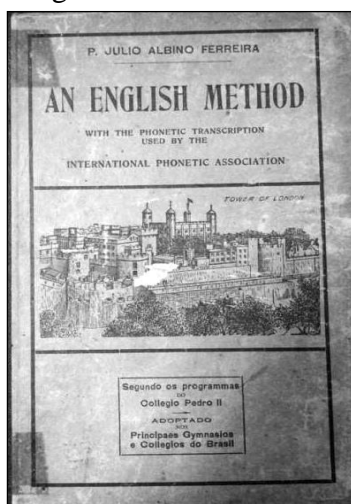 P. JULIO ALBINO FERREIRA
AN ENGLISH METHOD
WITH THE PHONETIC TRANSCRIPTION
USED BY THE
INTERNATIONAL PHONETIC ASSOCIATION
TOWER OF LONDON
Segundo os programmas
DO
Collegio Pedro II
ADOPTADO
NOS
Principaes Gymnasios
e Collegios do Brasil